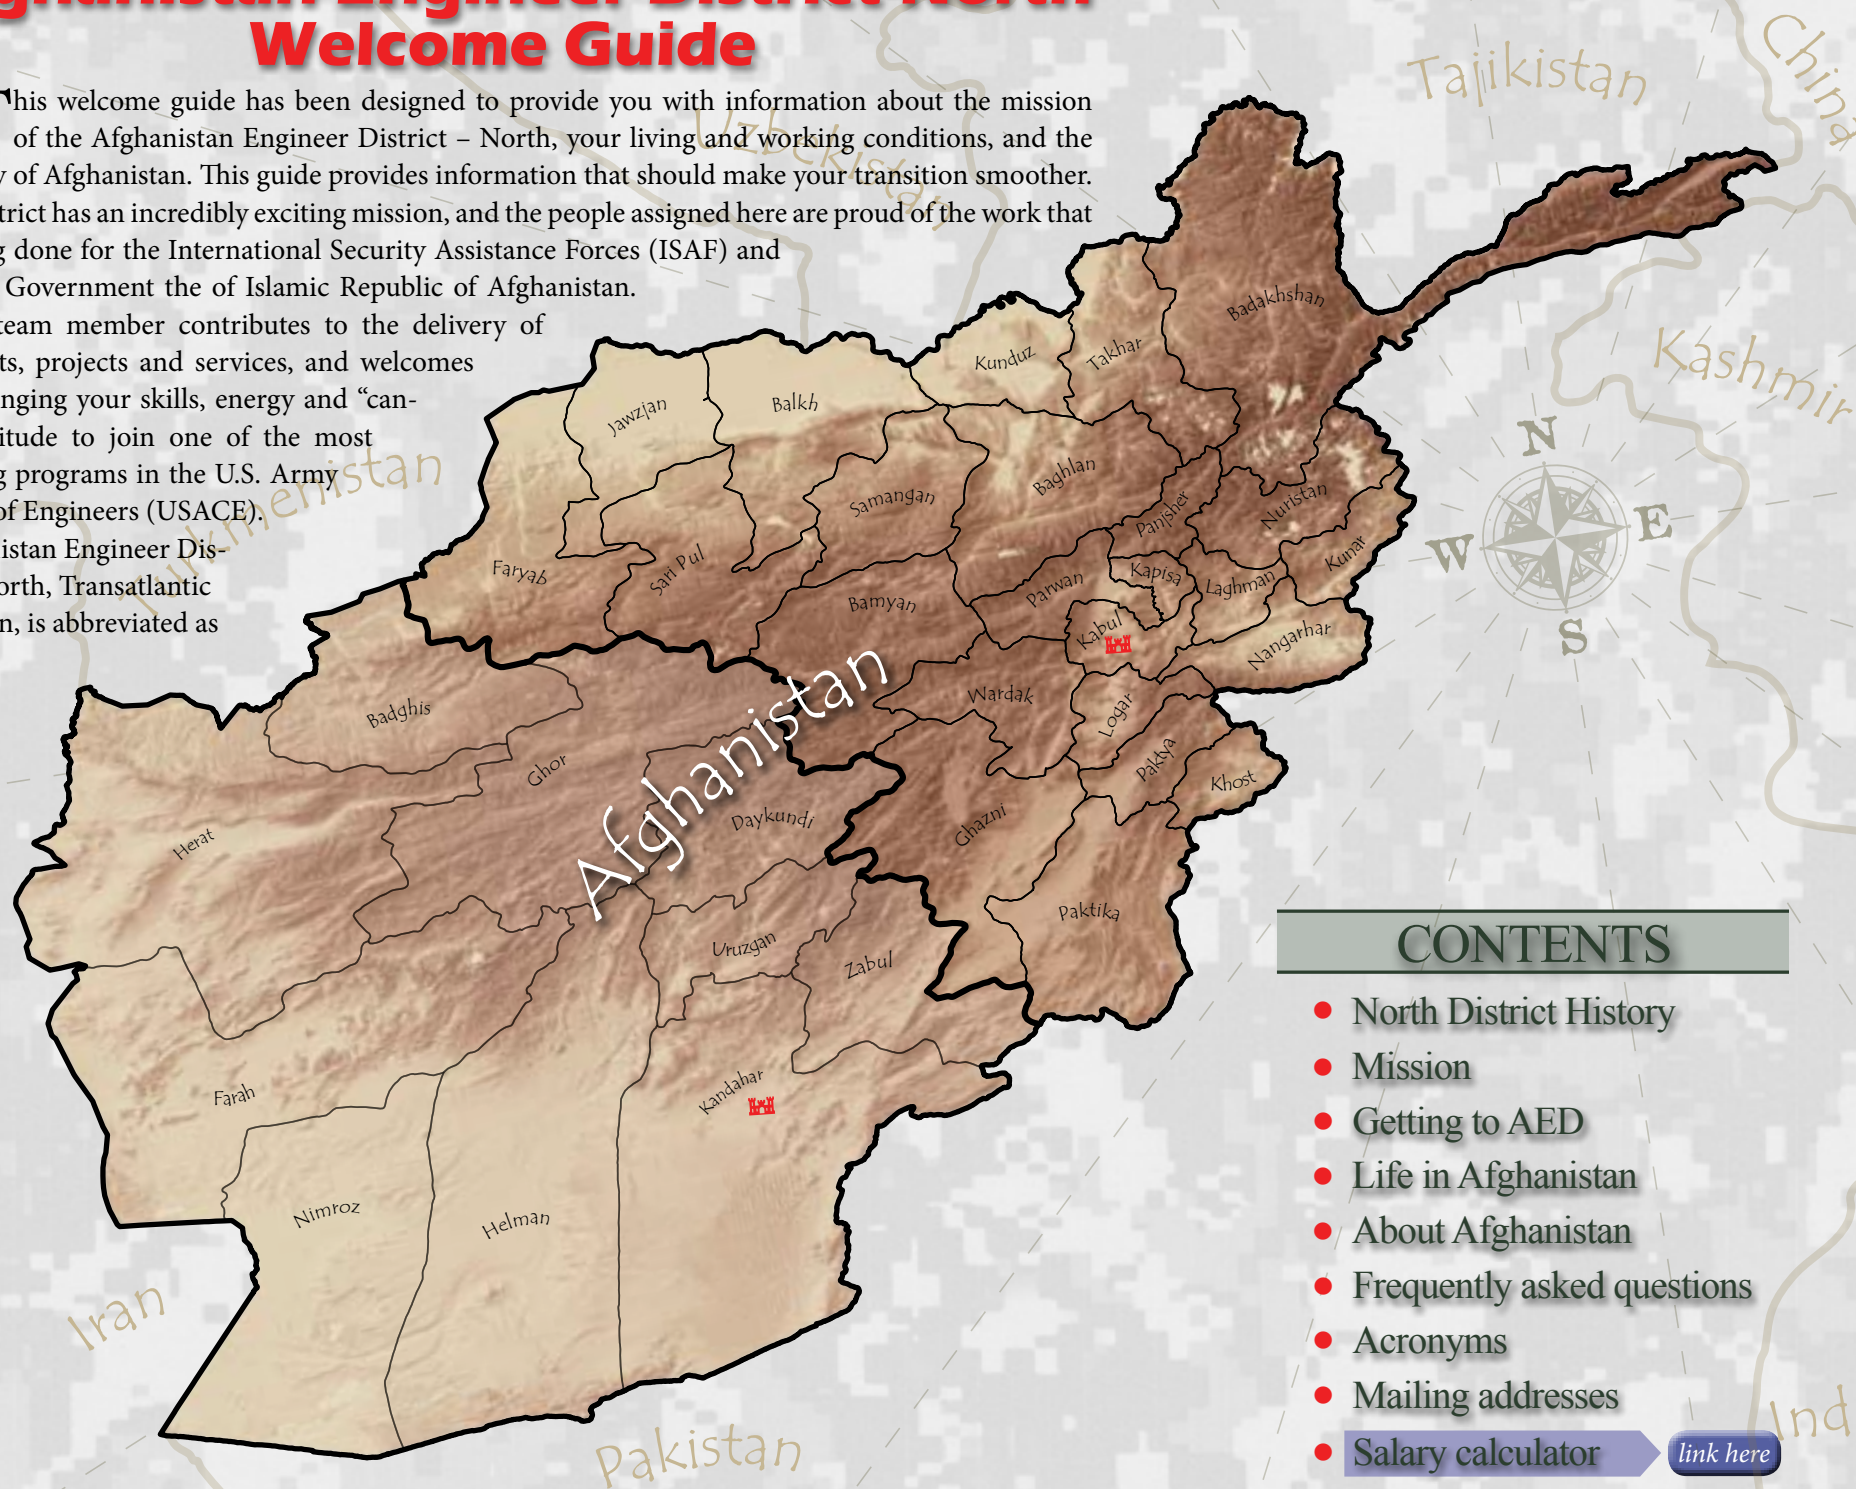 Afghanistan Engineer District North
Welcome Guide
This welcome guide has been designed to provide you with information about the mission
of the Afghanistan Engineer District – North, your living and working conditions, and the
of Afghanistan. This guide provides information that should make your transition smoother.
has an incredibly exciting mission, and the people assigned here are proud of the work that
done for the International Security Assistance Forces (ISAF) and
Government the of Islamic Republic of Afghanistan.
team member contributes to the delivery of
projects and services, and welcomes
your skills, energy and “can-
to join one of the most
programs in the U.S. Army
of Engineers (USACE).
Engineer Dis-
Transatlantic
is abbreviated as
Tajikistan
China
Uzbekistan
Turkmenistan
Kashmir
Iran
Pakistan
Ind
N
E
W
S
Badakhshan
Takhar
Kunduz
Balkh
Jawzjan
Baghlan
Samangan
Panjsher
Nuristan
Kunar
Faryab
Sari Pul
Bamyan
Parwan
Kapisa
Laghman
Kabul
Nangarhar
Badghis
Wardak
Logar
Paktya
Khost
Ghor
Herat
Afghanistan
Daykundi
Ghazni
Paktika
Uruzgan
Zabul
Farah
Kandahar
Nimroz
Helman
CONTENTS
• North District History
• Mission
• Getting to AED
• Life in Afghanistan
• About Afghanistan
• Frequently asked questions
• Acronyms
• Mailing addresses
• Salary calculator link here